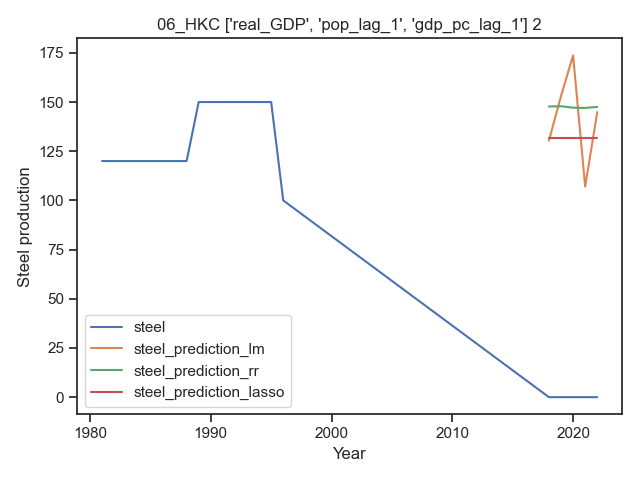 06_HKC ['real_GDP', 'pop_lag_1', 'gdp_pc_lag_1'] 2
175
150
125
100
75
50
25
0
Steel production
steel
steel_prediction_lm
steel_prediction_rr
steel_prediction_lasso
1980
1990
2000
2010
2020
Year